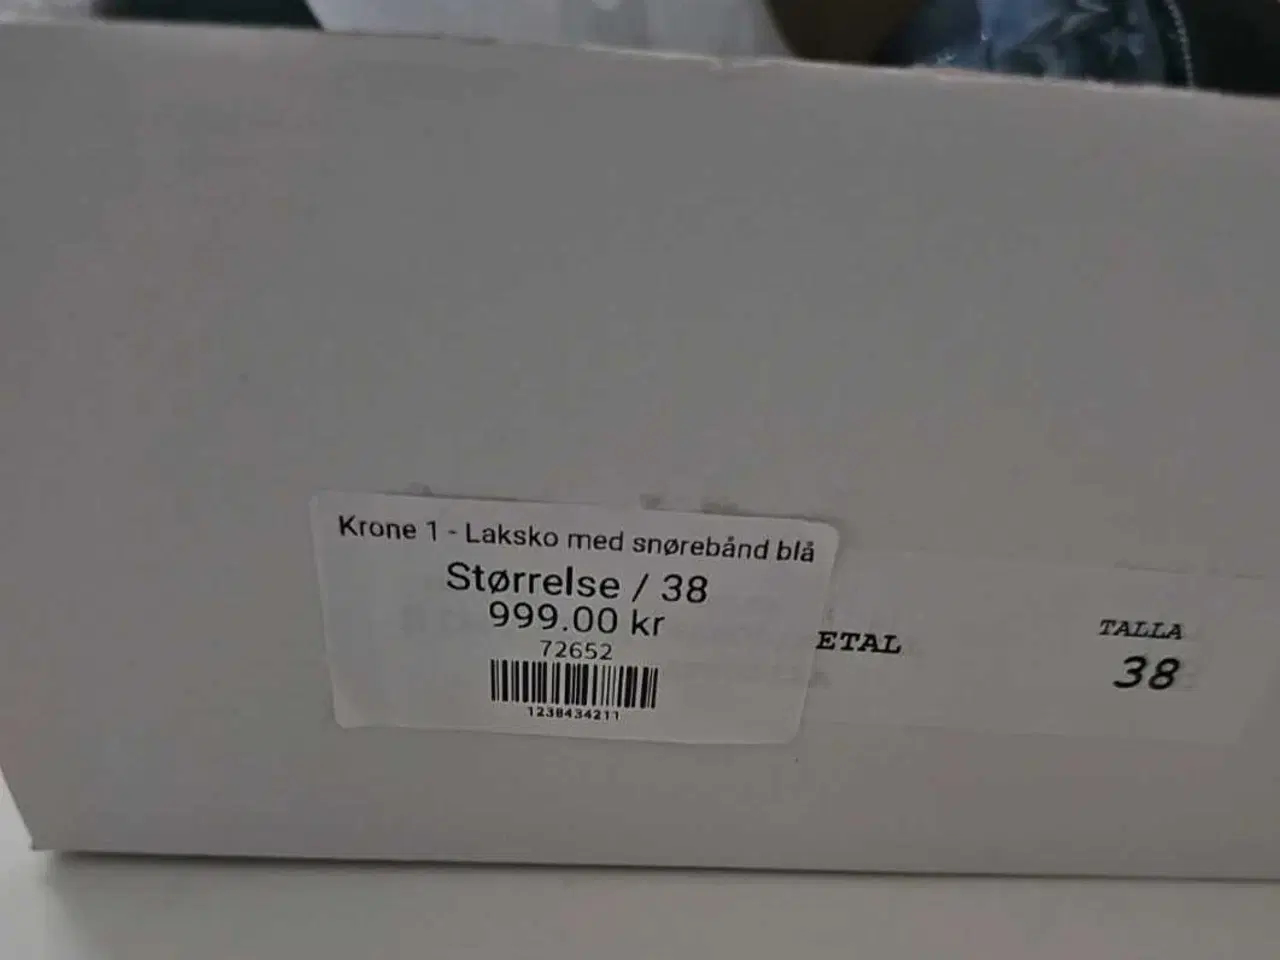 Krone 1 - Laksko med snørebånd blå
Størrelse / 38
999.00 kr
72652
1238434211
ETAL
TALLA
38